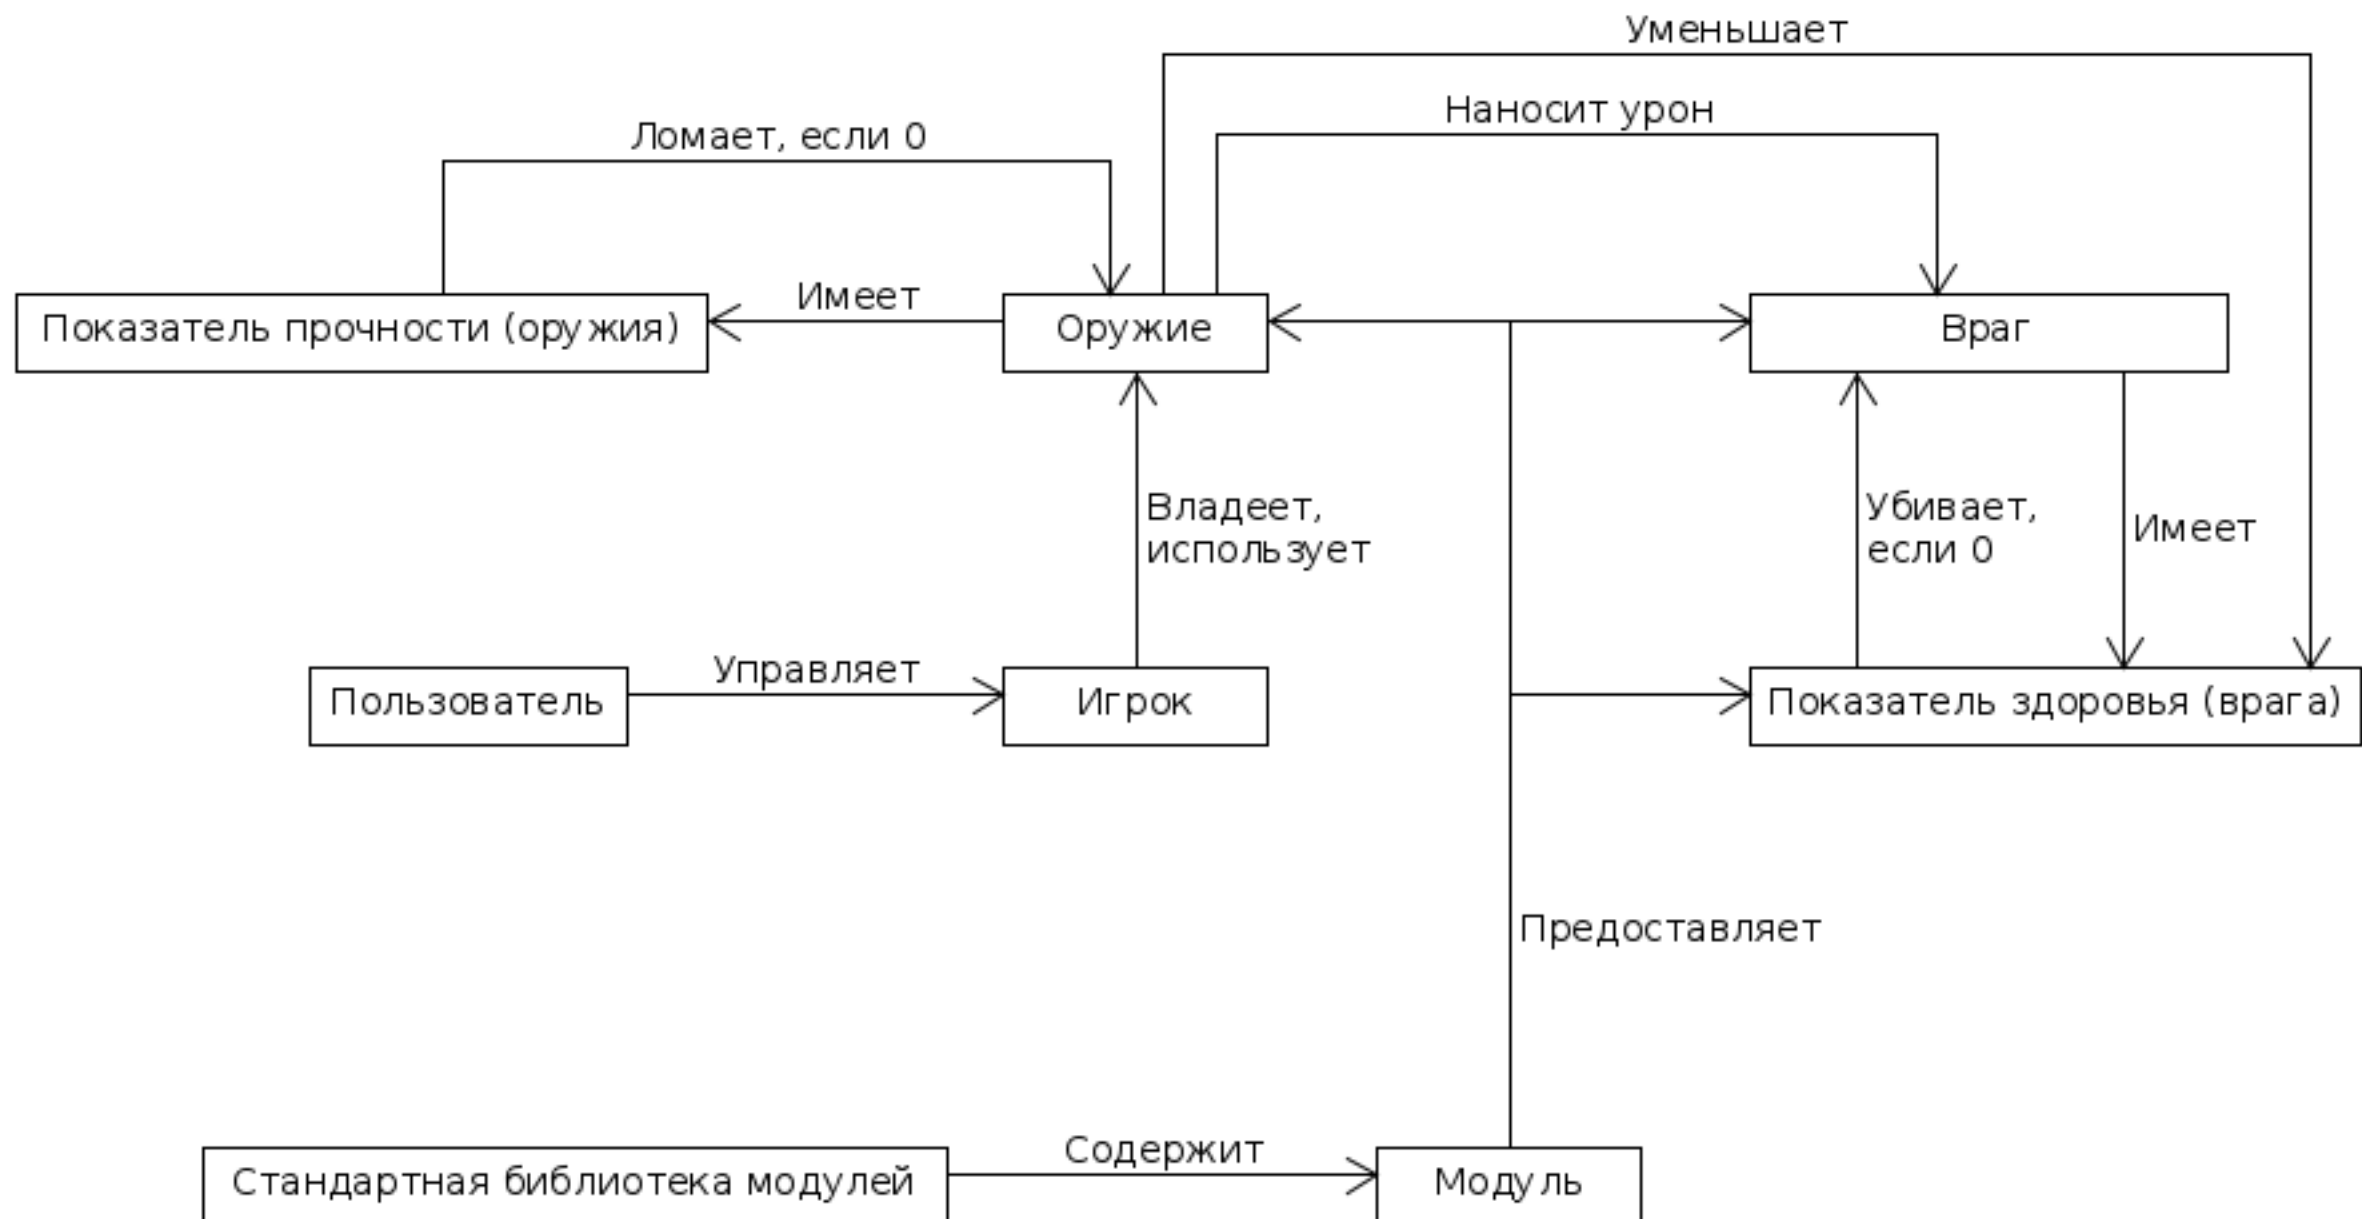 Уменьшает
Наносит урон
Ломает, если 0
Имеет
Показатель прочности (оружия)
Оружие
Враг
Владеет,
использует
Убивает,
если 0
Имеет
Управляет
Пользователь
Игрок
Показатель здоровья (врага)
Предоставляет
Содержит
Стандартная библиотека модулей
Модуль